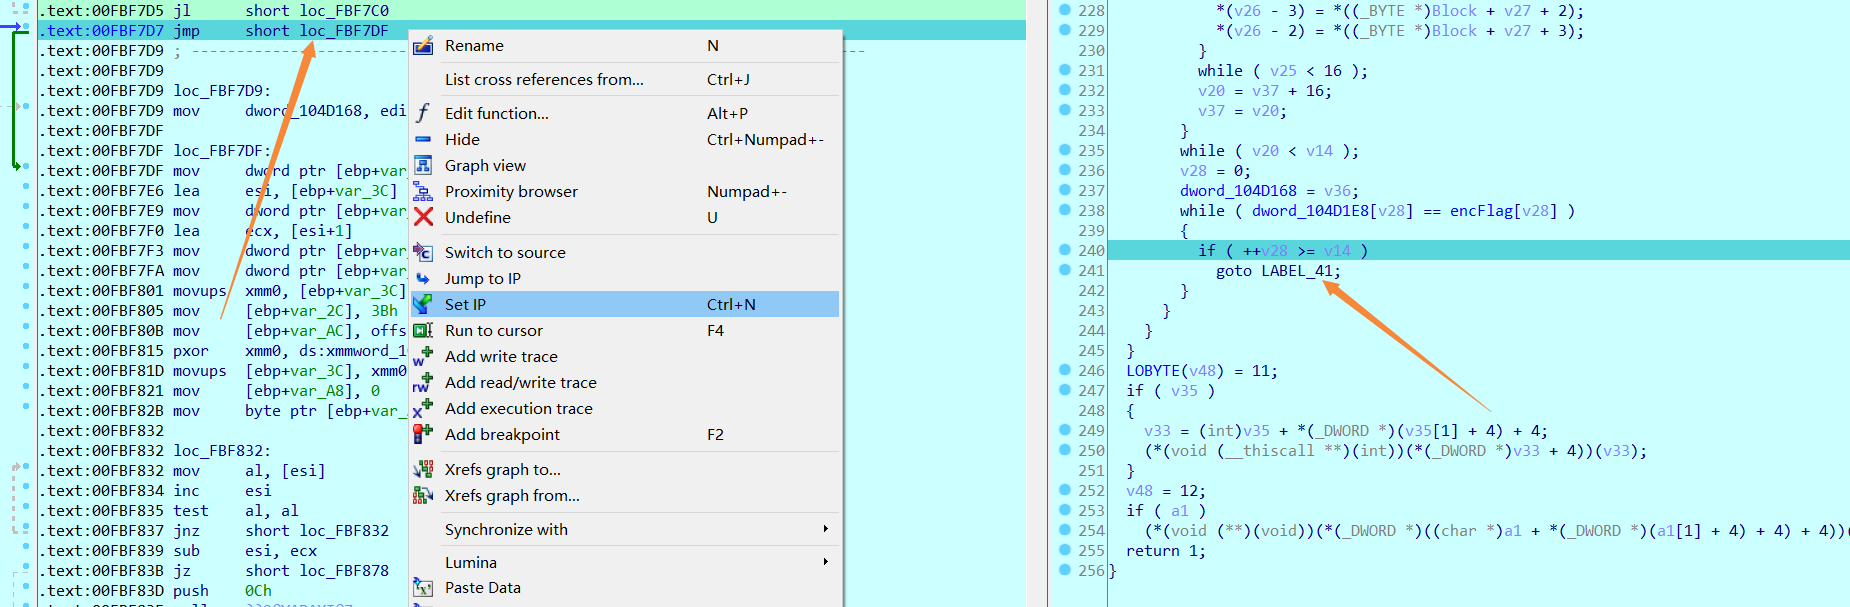 .text:00FBF7D5 jl short loc_FBF7C0
.text:00FBF7D7 jmp short loc_FBF7DF
.text:00FBF7D9 ; ---------------------------------------------------------------------------
.text:00FBF7D9
.text:00FBF7D9 loc_FBF7D9:
.text:00FBF7D9 mov dword_104D168, edi
.text:00FBF7DF
.text:00FBF7DF loc_FBF7DF:
.text:00FBF7DF mov dword ptr [ebp+var_
.text:00FBF7E6 lea esi, [ebp+var_3C]
.text:00FBF7E9 mov dword ptr [ebp+var_
.text:00FBF7F0 lea ecx, [esi+1]
.text:00FBF7F3 mov dword ptr [ebp+var_
.text:00FBF7FA mov dword ptr [ebp+var_
.text:00FBF801 movups xmm0, [ebp+var_3C]
.text:00FBF805 mov [ebp+var_2C], 3Bh
.text:00FBF80B mov [ebp+var_AC], offs
.text:00FBF815 pxor xmm0, ds:xmmword_1
.text:00FBF81D movups [ebp+var_3C], xmm0
.text:00FBF821 mov [ebp+var_A8], 0
.text:00FBF82B mov byte ptr [ebp+var_
.text:00FBF832
.text:00FBF832 loc_FBF832:
.text:00FBF832 mov al, [esi]
.text:00FBF834 inc esi
.text:00FBF835 test al, al
.text:00FBF837 jnz short loc_FBF832
.text:00FBF839 sub esi, ecx
.text:00FBF83B jz short loc_FBF878
.text:00FBF83D push 0Ch
Rename N
List cross references from... Ctrl+J
Edit function... Alt+P
Hide Ctrl+Numpad+-
Graph view
Proximity browser Numpad+-
Undefine U
Switch to source
Jump to IP
Set IP Ctrl+N
Run to cursor F4
Add write trace
Add read/write trace
Add execution trace
Add breakpoint F2
Xrefs graph to...
Xrefs graph from...
Synchronize with
Lumina
Paste Data
228 *(v26 - 3) = *((_BYTE *)Block + v27 + 2);
229 *(v26 - 2) = *((_BYTE *)Block + v27 + 3);
230 }
231 while ( v25 < 16 );
232 v20 = v37 + 16;
233 v37 = v20;
234 }
235 while ( v20 < v14 );
236 v28 = 0;
237 dword_104D168 = v36;
238 while ( dword_104D1E8[v28] == encFlag[v28] )
239 {
240 if ( ++v28 >= v14 )
241 goto LABEL_41;
242 }
243 }
244 }
245 }
246 LOBYTE(v48) = 11;
247 if ( v35 )
248 {
249 v33 = (int)v35 + *(_DWORD *)(v35[1] + 4) + 4;
250 (*(void (__thiscall **)(int))(*(_DWORD *)v33 + 4))(v33);
251 }
252 v48 = 12;
253 if ( a1 )
254 (*(void (**)(void))(*(_DWORD *)((char *)a1 + *(_DWORD *)(a1[1] + 4) + 4) + 4))(
255 return 1;
256 }